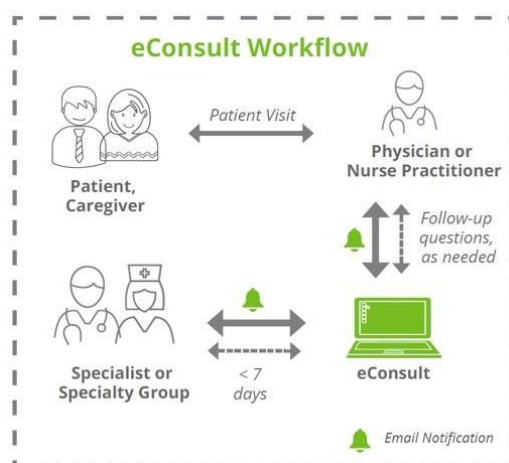 eConsult Workflow
Patient Visit
Patient,
Caregiver
Physician or
Nurse Practitioner
Follow-up
questions,
as needed
Specialist or
Specialty Group
< 7
days
eConsult
Email Notification